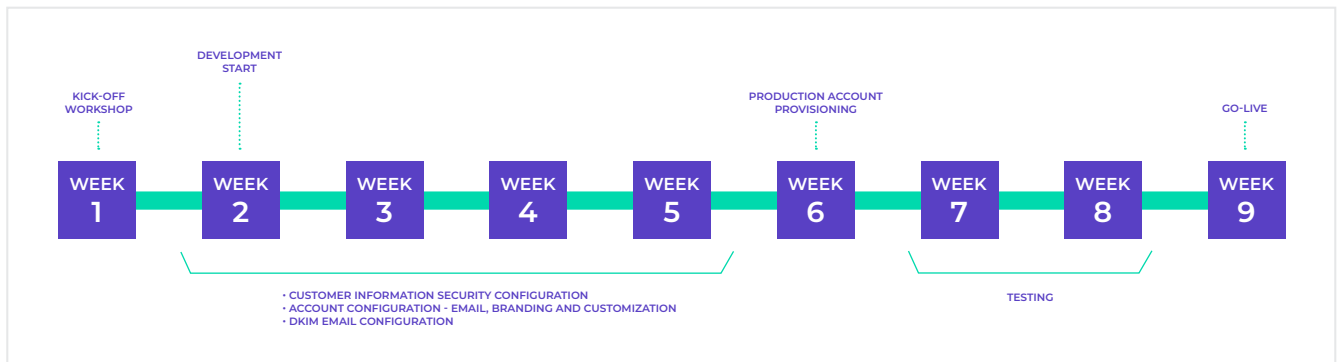 DEVELOPMENT
START
KICK-OFF
WORKSHOP
PRODUCTION ACCOUNT
PROVISIONING
GO-LIVE
WEEK
1
WEEK
2
WEEK
3
WEEK
4
WEEK
5
WEEK
6
WEEK
7
WEEK
8
WEEK
9
• CUSTOMER INFORMATION SECURITY CONFIGURATION
• ACCOUNT CONFIGURATION - EMAIL, BRANDING AND CUSTOMIZATION
• DKIM EMAIL CONFIGURATION
TESTING